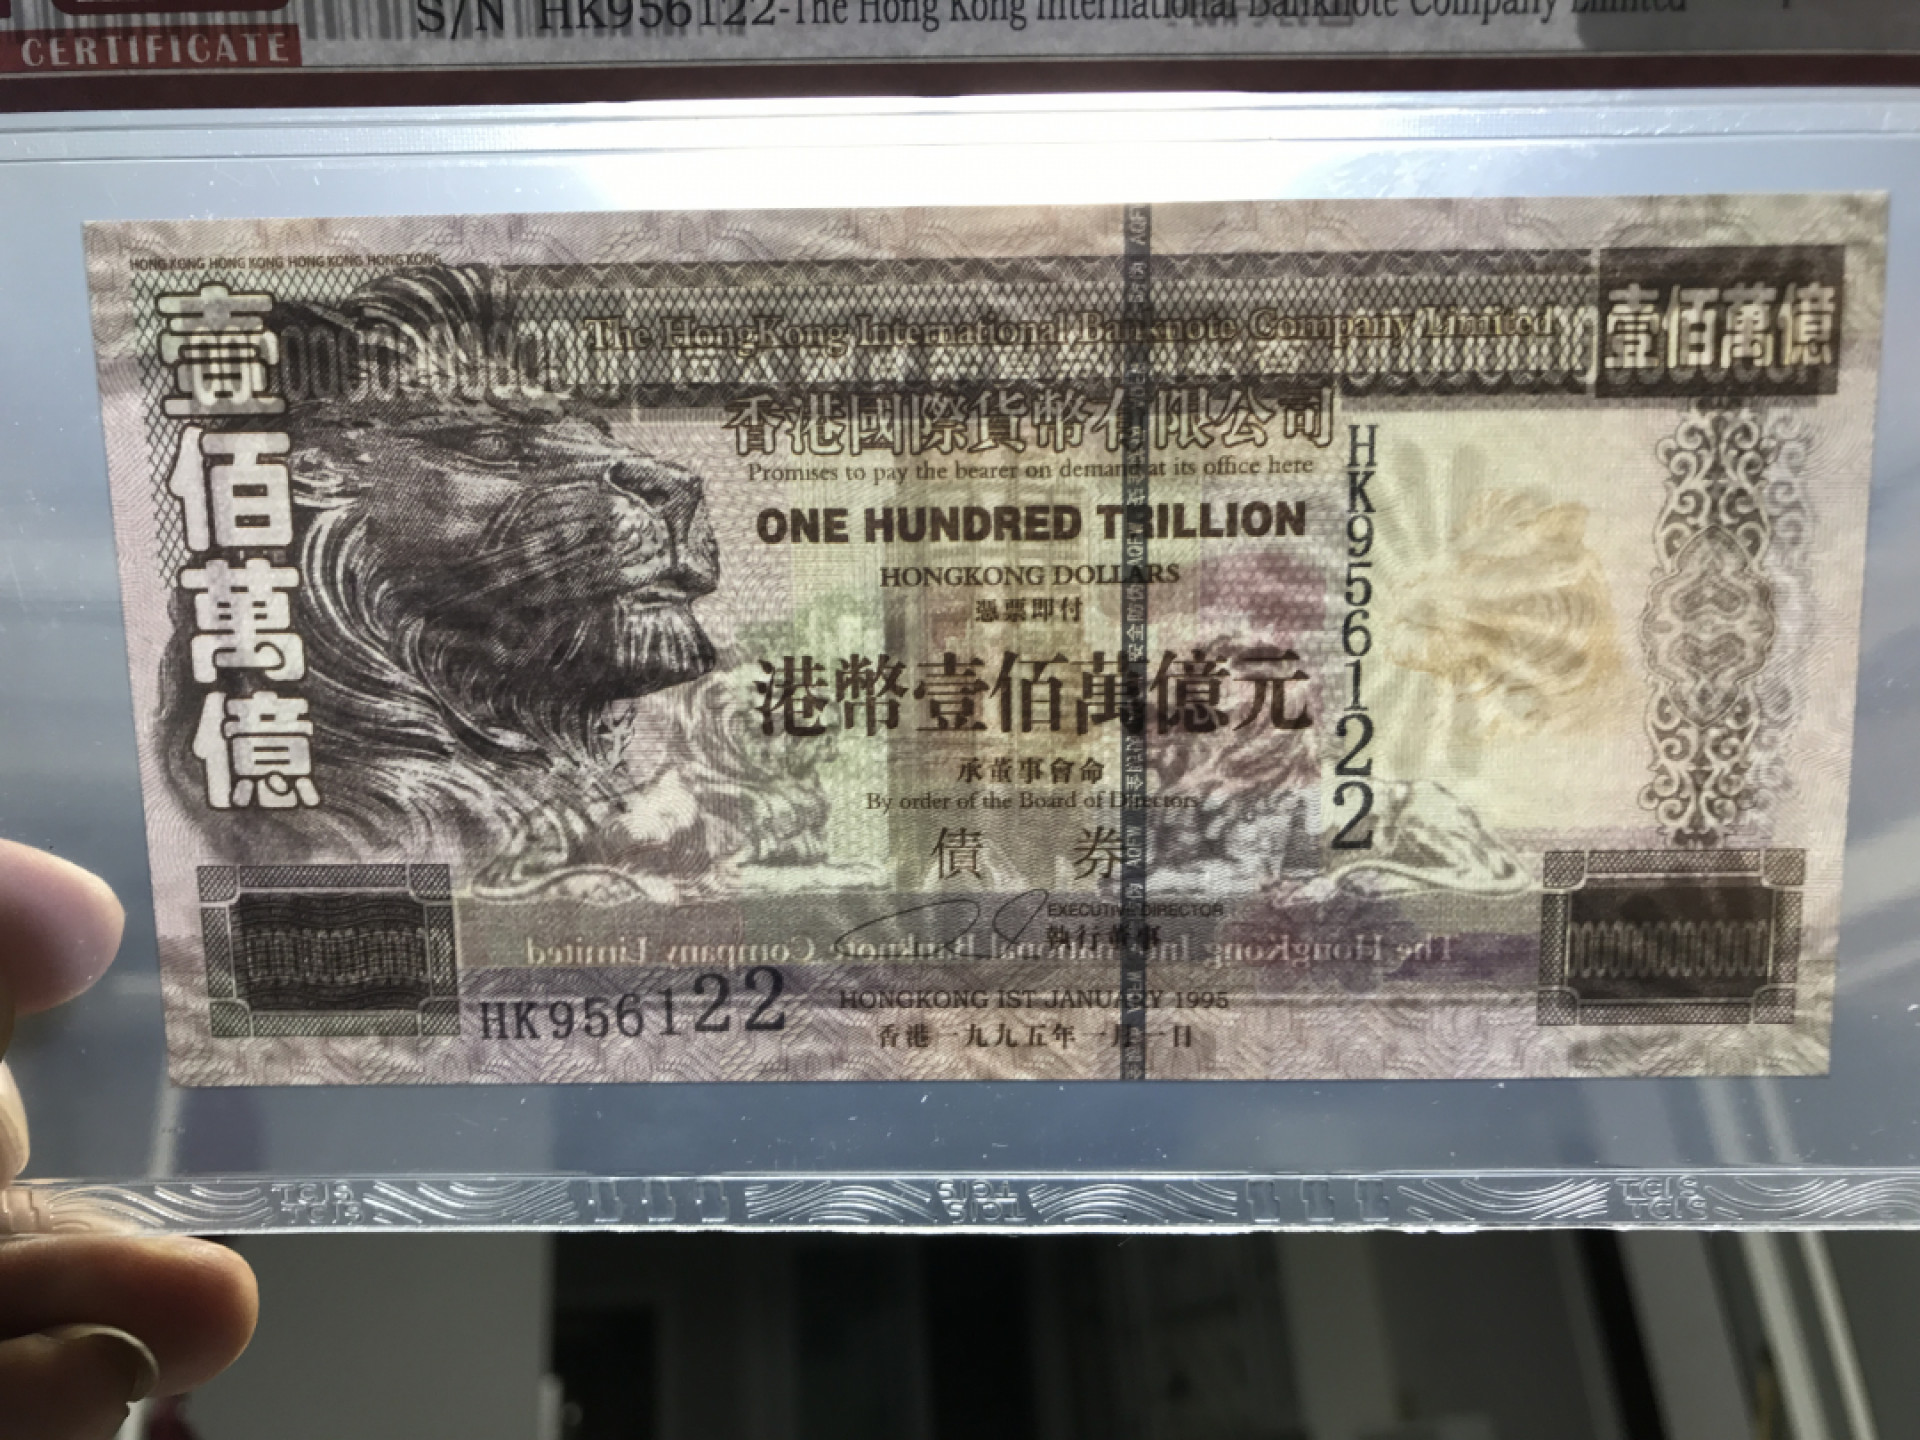 S/N HK956122-The Hong Kong International Banknote Company Limited
CERTIFICATE
HONG KONG HONG KONG HONG KONG HONG KONG
The HongKong International Banknote Company Limited
壹佰萬億
壹佰萬億
香港國際貨幣有限公司
Promises to pay the bearer on demand at its office here
ONE HUNDRED TRILLION
HONGKONG DOLLARS
憑票即付
港幣壹佰萬億元
承董事會命
By order of the Board of Directors
債 券
HK956122
EXECUTIVE DIRECTOR
執行董事
The HongKong International Banknote Company Limited
HK956122
HONGKONG IST JANUARY 1995
香港一九九五年一月一日